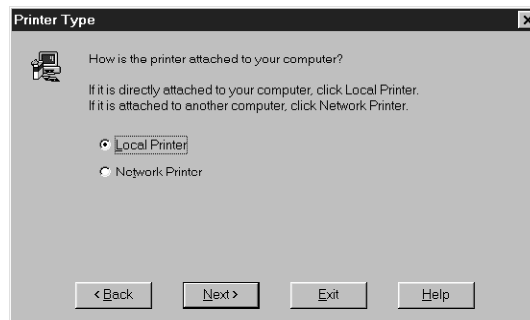 Printer Type
How is the printer attached to your computer?
If it is directly attached to your computer, click Local Printer.
If it is attached to another computer, click Network Printer.
Local Printer
Network Printer
< Back Next > Exit Help